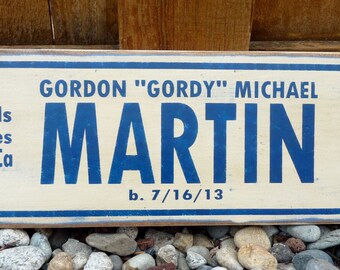 GORDON "GORDY" MICHAEL
MARTIN
b. 7/16/13